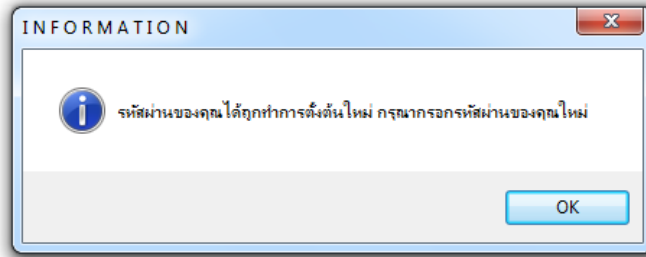 INFORMATION
รหัสผ่านของคุณได้ถูกทำการตั้งต้นใหม่ กรุณากรอกรหัสผ่านของคุณใหม่
OK